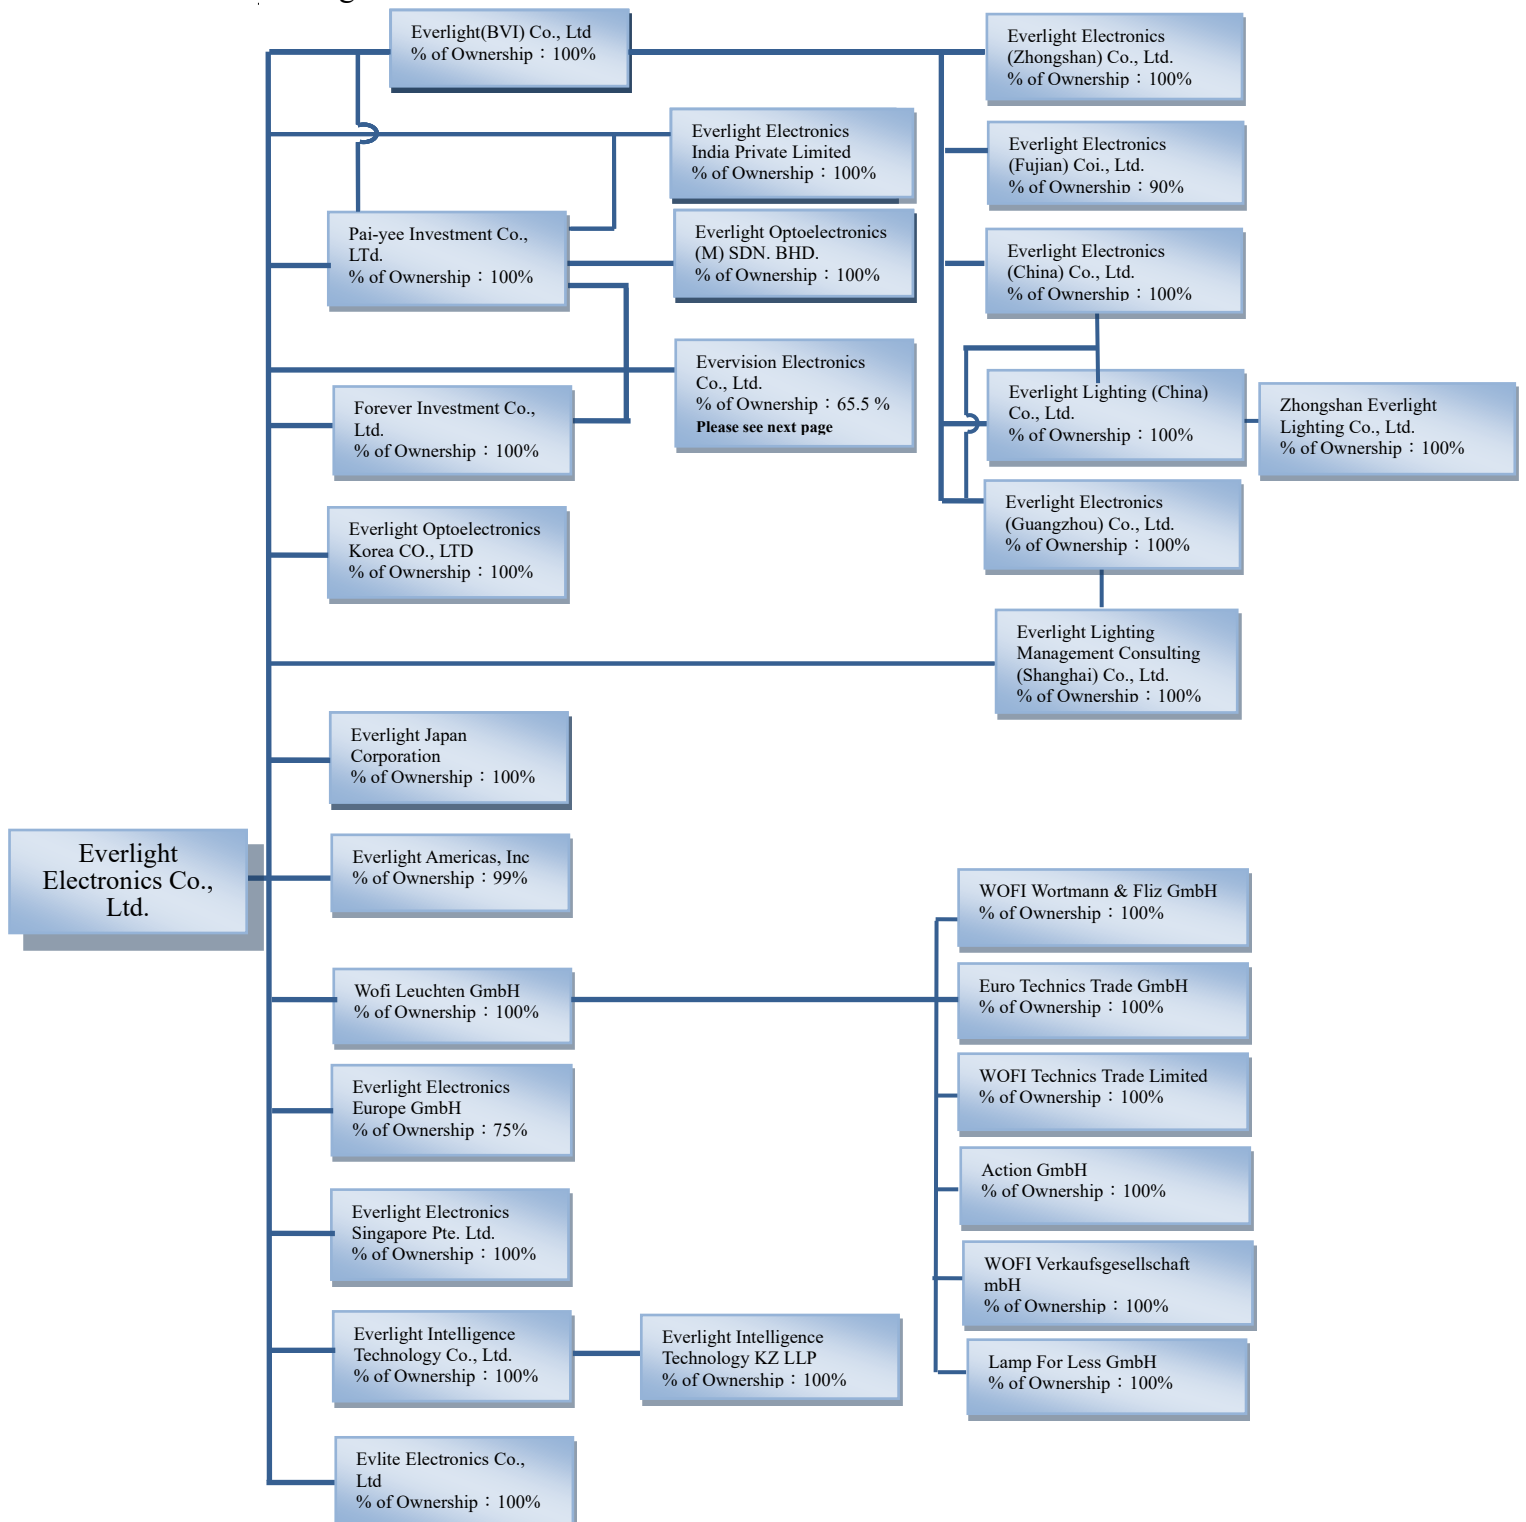 Everlight(BVI) Co., Ltd
% of Ownership：100%
Everlight Electronics
(Zhongshan) Co., Ltd.
% of Ownership：100%
Everlight Electronics
India Private Limited
% of Ownership：100%
Everlight Electronics
(Fujian) Coi., Ltd.
% of Ownership：90%
Pai-yee Investment Co.,
LTd.
% of Ownership：100%
Everlight Optoelectronics
(M) SDN. BHD.
% of Ownership：100%
Everlight Electronics
(China) Co., Ltd.
% of Ownership：100%
Evervision Electronics
Co., Ltd.
% of Ownership：65.5 %
Please see next page
Forever Investment Co.,
Ltd.
% of Ownership：100%
Everlight Lighting (China)
Co., Ltd.
% of Ownership：100%
Zhongshan Everlight
Lighting Co., Ltd.
% of Ownership：100%
Everlight Electronics
(Guangzhou) Co., Ltd.
% of Ownership：100%
Everlight Optoelectronics
Korea CO., LTD
% of Ownership：100%
Everlight Lighting
Management Consulting
(Shanghai) Co., Ltd.
% of Ownership：100%
Everlight Japan
Corporation
% of Ownership：100%
Everlight
Electronics Co.,
Ltd.
Everlight Americas, Inc
% of Ownership：99%
WOFI Wortmann & Fliz GmbH
% of Ownership：100%
Wofi Leuchten GmbH
% of Ownership：100%
Euro Technics Trade GmbH
% of Ownership：100%
Everlight Electronics
Europe GmbH
% of Ownership：75%
WOFI Technics Trade Limited
% of Ownership：100%
Action GmbH
% of Ownership：100%
Everlight Electronics
Singapore Pte. Ltd.
% of Ownership：100%
WOFI Verkaufsgesellschaft
mbH
% of Ownership：100%
Everlight Intelligence
Technology Co., Ltd.
% of Ownership：100%
Everlight Intelligence
Technology KZ LLP
% of Ownership：100%
Lamp For Less GmbH
% of Ownership：100%
Evlite Electronics Co.,
Ltd
% of Ownership：100%